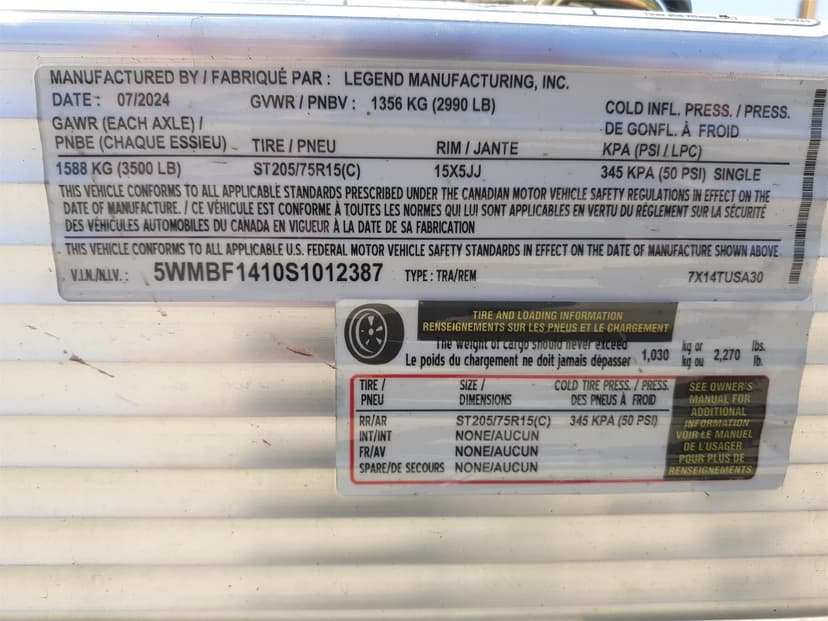 MANUFACTURED BY / FABRIQUÉ PAR : LEGEND MANUFACTURING, INC.
DATE : 07/2024 GVWR / PNBV : 1356 KG (2990 LB)
COLD INFL. PRESS. / PRESS.
GAWR (EACH AXLE) / DE GONFL. À FROID
PNBE (CHAQUE ESSIEU) TIRE / PNEU RIM / JANTE KPA (PSI / LPC)
1588 KG (3500 LB) ST205/75R15(C) 15X5JJ 345 KPA (50 PSI) SINGLE
THIS VEHICLE CONFORMS TO ALL APPLICABLE STANDARDS PRESCRIBED UNDER THE CANADIAN MOTOR VEHICLE SAFETY REGULATIONS IN EFFECT ON THE
DATE OF MANUFACTURE. / CE VÉHICULE EST CONFORME À TOUTES LES NORMES QUI LUI SONT APPLICABLES EN VERTU DU RÈGLEMENT SUR LA SÉCURITÉ
DES VÉHICULES AUTOMOBILES DU CANADA EN VIGUEUR À LA DATE DE SA FABRICATION
THIS VEHICLE CONFORMS TO ALL APPLICABLE U.S. FEDERAL MOTOR VEHICLE SAFETY STANDARDS IN EFFECT ON THE DATE OF MANUFACTURE SHOWN ABOVE
V.I.N./N.I.V.: 5WMBF1410S1012387 TYPE : TRA/REM 7X14TUSA30
TIRE AND LOADING INFORMATION
RENSEIGNEMENTS SUR LES PNEUS ET LE CHARGEMENT
The weight of cargo should never exceed
Le poids du chargement ne doit jamais dépasser
1,030 kg or
kg ou 2,270 lbs.
lb.
TIRE / SIZE / COLD TIRE PRESS. / PRESS.
PNEU DIMENSIONS DES PNEUS À FROID
RR/AR ST205/75R15(C) 345 KPA (50 PSI)
INT/INT NONE/AUCUN
FR/AV NONE/AUCUN
SPARE/DE SECOURS NONE/AUCUN
SEE OWNER'S
MANUAL FOR
ADDITIONAL
INFORMATION
VOIR LE MANUEL
DE L'USAGER
POUR PLUS DE
RENSEIGNEMENTS